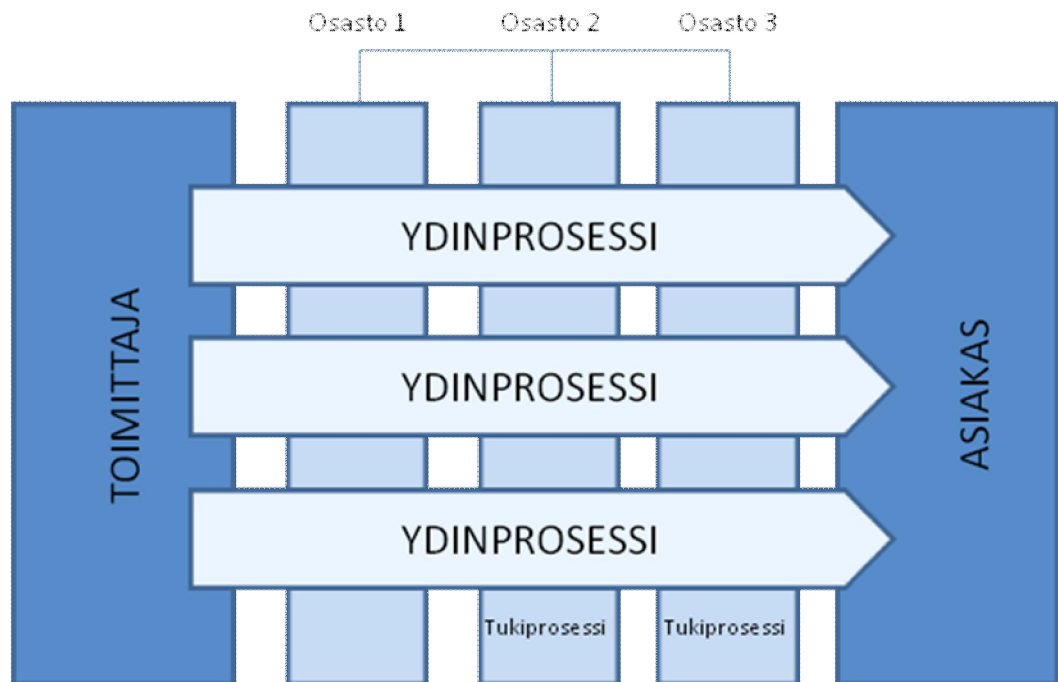 Osasto 1
Osasto 2
Osasto 3
TOIMITTAJA
YDINPROSESSI
YDINPROSESSI
YDINPROSESSI
ASIAKAS
Tukiprosessi
Tukiprosessi